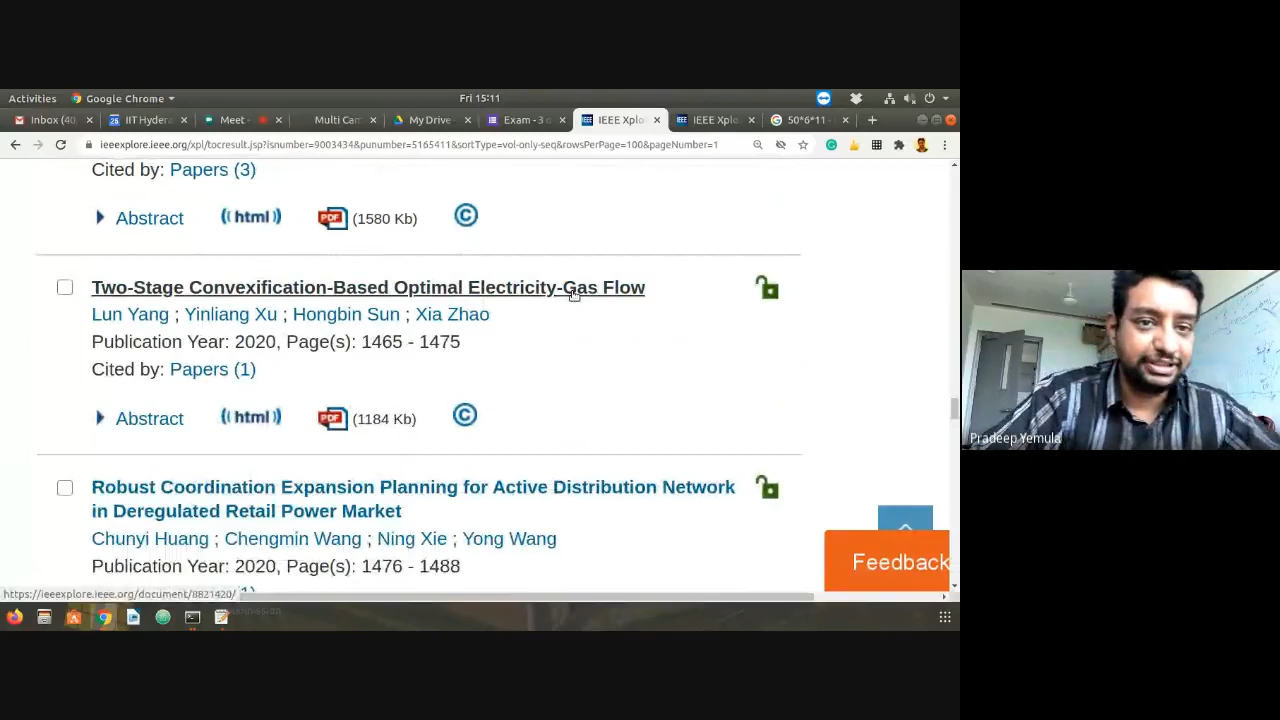 Activities
Google Chrome
Fri 15:11
Inbox (40
IIT Hydera
Meet -
Multi Can
My Drive -
Exam - 3 o
IEEE Xplo
IEEE Xplo
50*6*11 -
ieeexplore.ieee.org/xpl/tocresult.jsp?isnumber=9003434&punumber=5165411&sortType=vol-only-seq&rowsPerPage=100&pageNumber=1
Cited by: Papers (3)
Abstract ((html)) PDF (1580 Kb) ©
Two-Stage Convexification-Based Optimal Electricity-Gas Flow
Lun Yang ; Yinliang Xu ; Hongbin Sun ; Xia Zhao
Publication Year: 2020, Page(s): 1465 - 1475
Cited by: Papers (1)
Abstract ((html)) PDF (1184 Kb) ©
Robust Coordination Expansion Planning for Active Distribution Network
in Deregulated Retail Power Market
Chunyi Huang ; Chengmin Wang ; Ning Xie ; Yong Wang
Publication Year: 2020, Page(s): 1476 - 1488
Feedback
https://ieeexplore.ieee.org/document/8821420/
Pradeep Yemula